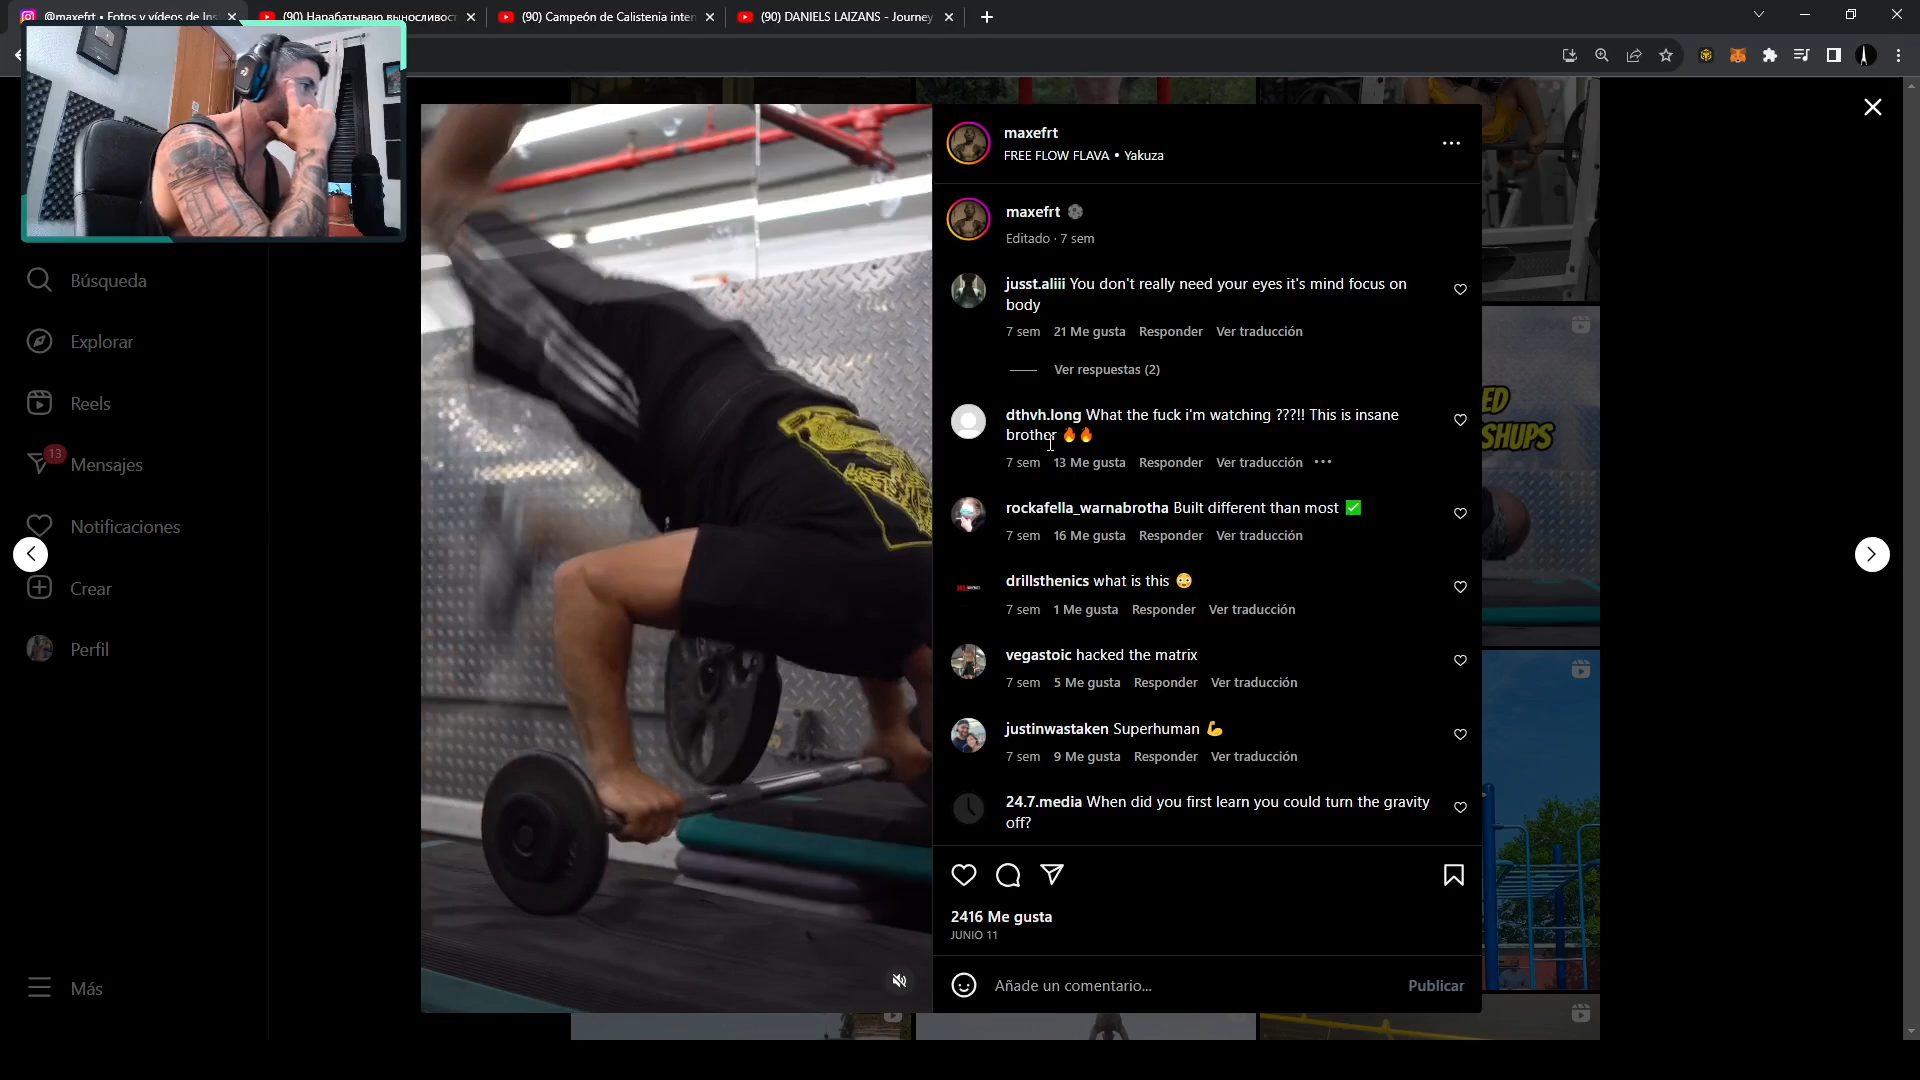 @maxefrt • Fotos y vídeos de Ins
(90) Нарабатываю выносливост
(90) Campeón de Calistenia inter
(90) DANIELS LAIZANS - Journey
Búsqueda
Explorar
Reels
13
Mensajes
Notificaciones
Crear
Perfil
Más
maxefrt
FREE FLOW FLAVA • Yakuza
maxefrt
Editado · 7 sem
jusst.aliii You don't really need your eyes it's mind focus on
body
7 sem 21 Me gusta Responder Ver traducción
Ver respuestas (2)
dthvh.long What the fuck i'm watching ???!! This is insane
brother 🔥🔥
7 sem 13 Me gusta Responder Ver traducción
rockafella_warnabrotha Built different than most ✅
7 sem 16 Me gusta Responder Ver traducción
drillsthenics what is this 😳
7 sem 1 Me gusta Responder Ver traducción
vegastoic hacked the matrix
7 sem 5 Me gusta Responder Ver traducción
justinwastaken Superhuman 💪
7 sem 9 Me gusta Responder Ver traducción
24.7.media When did you first learn you could turn the gravity
off?
2416 Me gusta
JUNIO 11
Añade un comentario...
Publicar